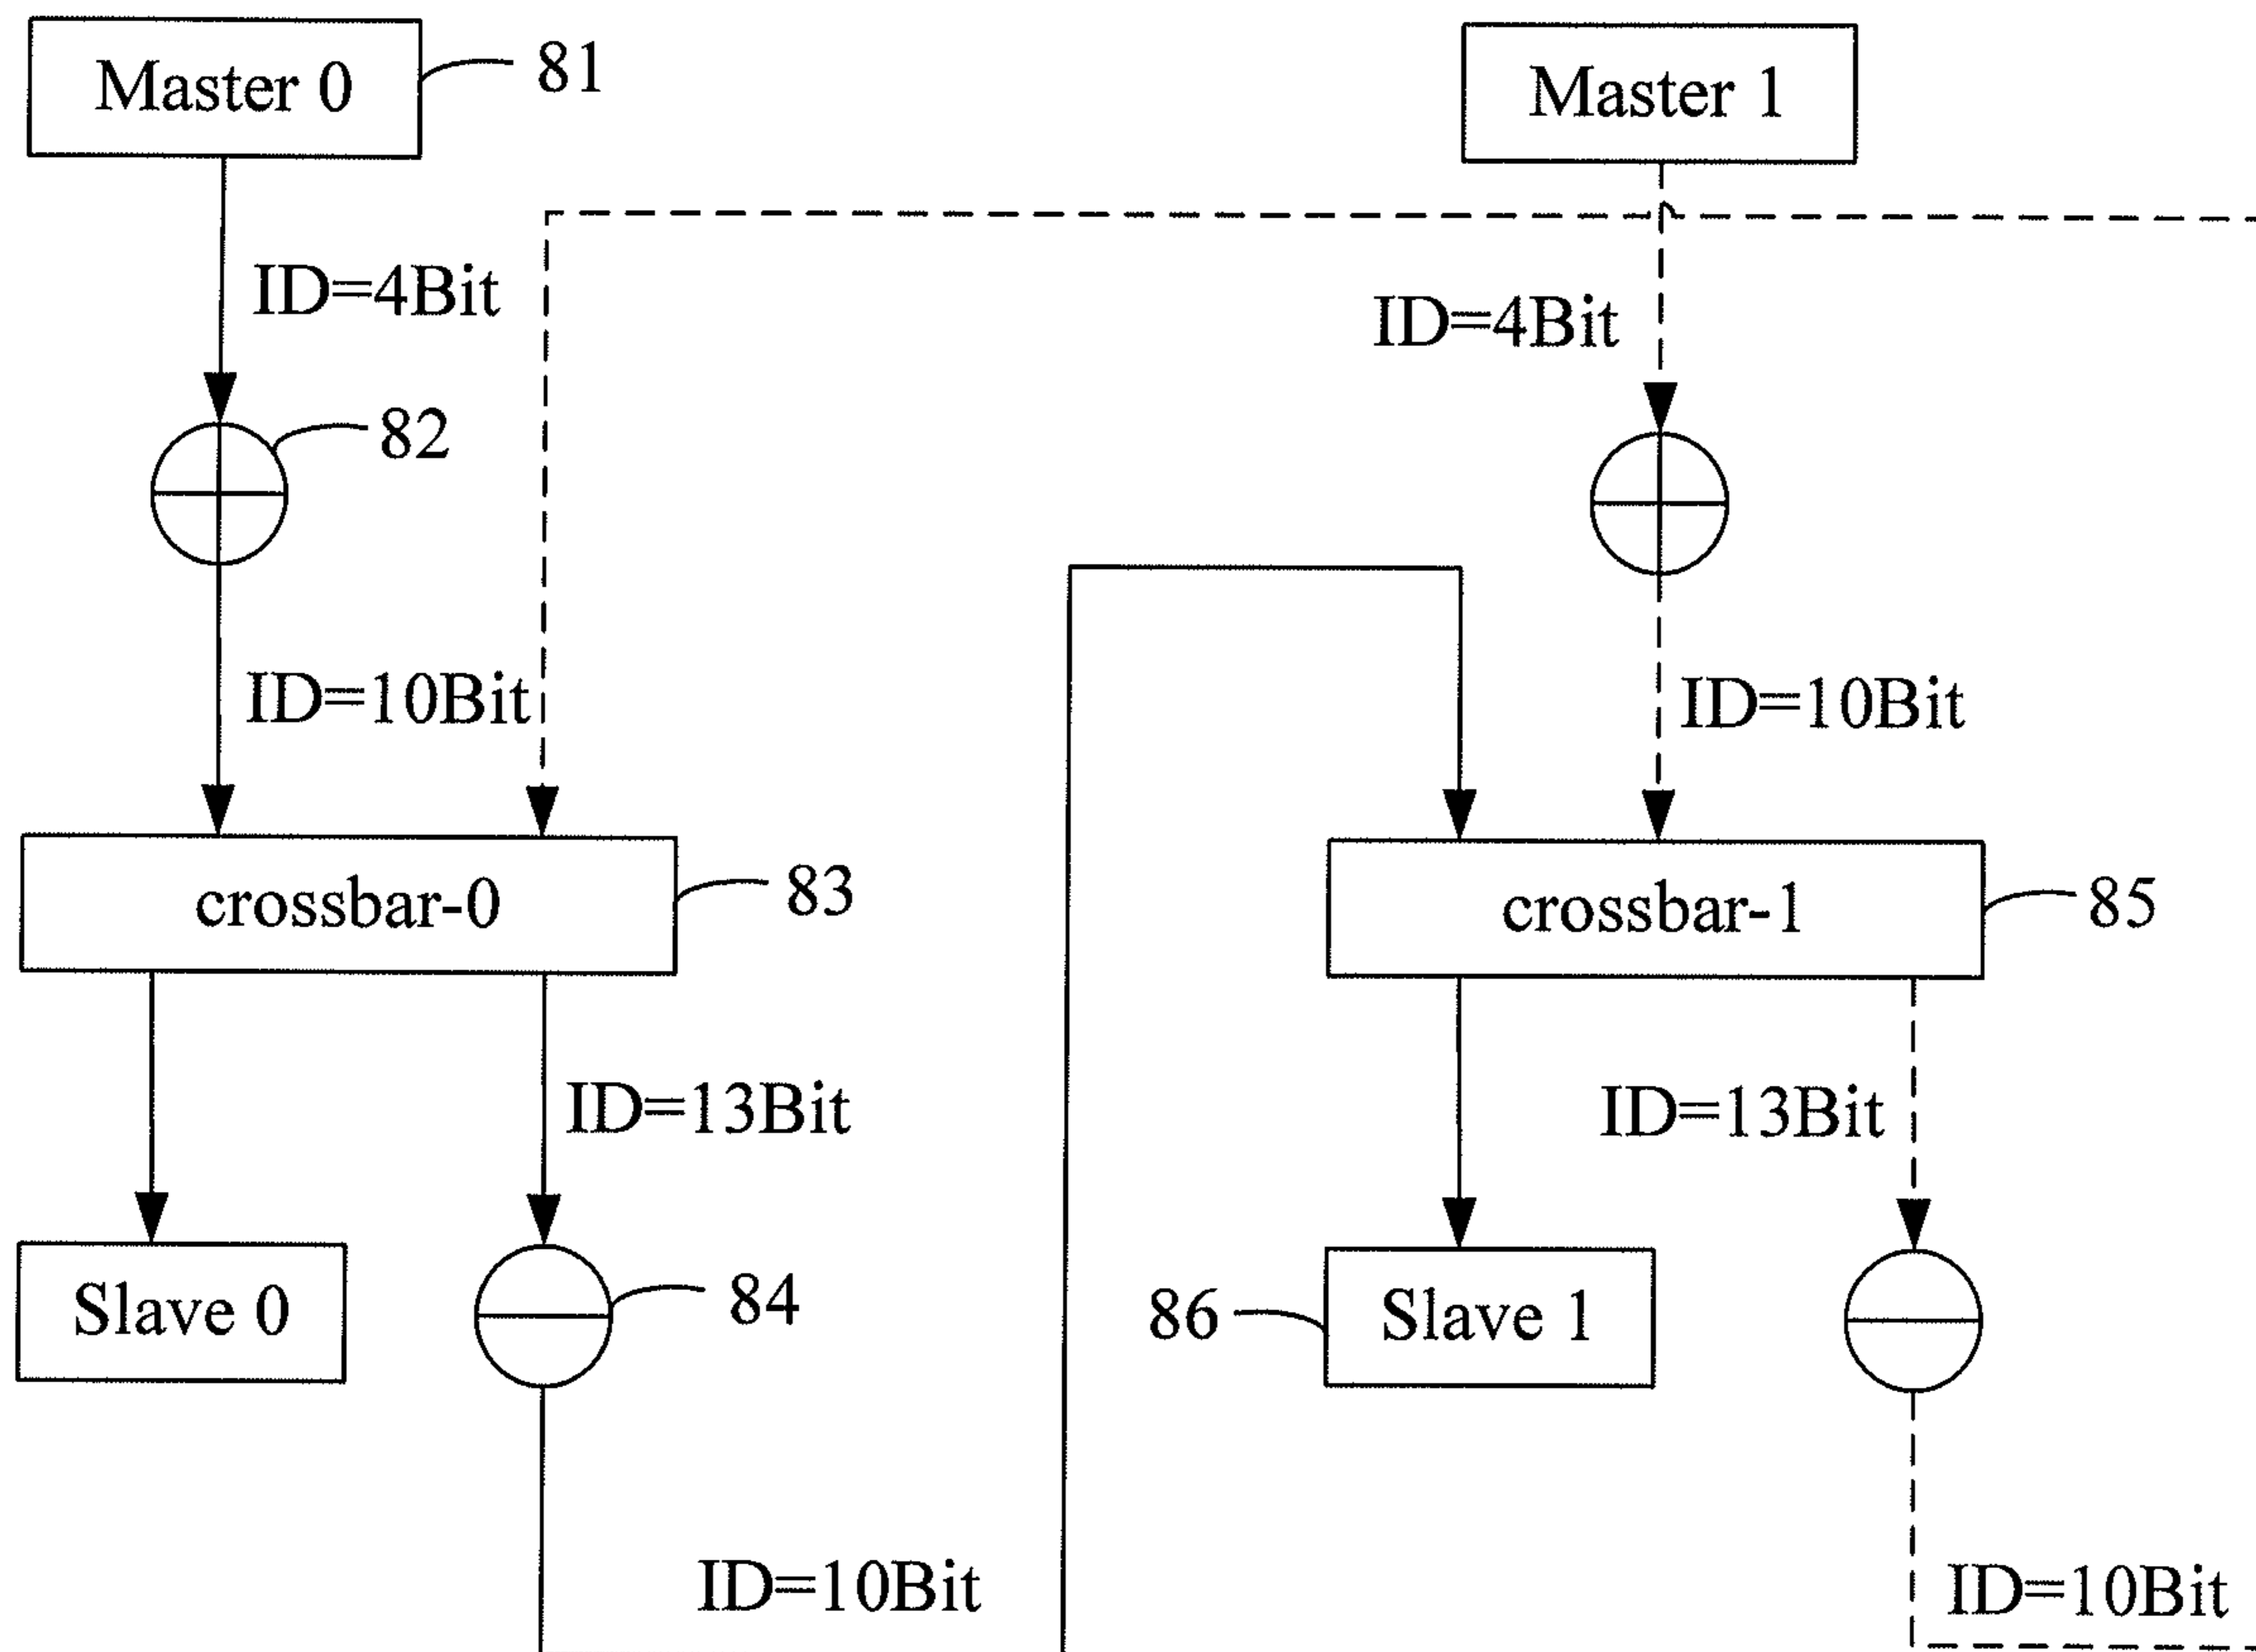 Master 0
81
Master 1
ID=4Bit
ID=4Bit
82
ID=10Bit
ID=10Bit
crossbar-0
83
crossbar-1
85
ID=13Bit
ID=13Bit
Slave 0
84
86
Slave 1
ID=10Bit
ID=10Bit